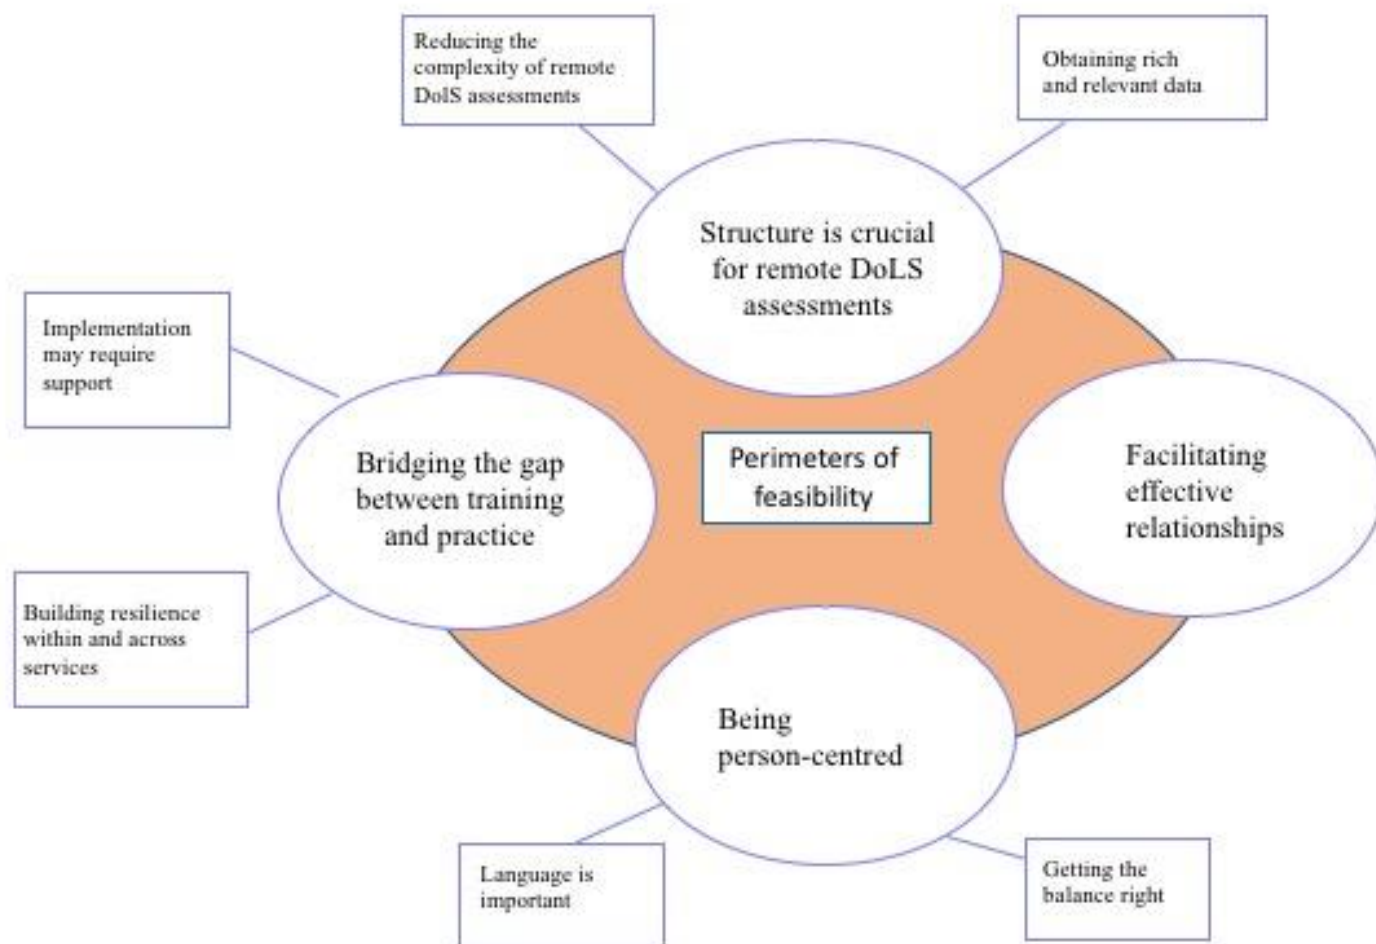 Reducing the
complexity of remote
DolS assessments
Obtaining rich
and relevant data
Structure is crucial
for remote DoLS
assessments
Implementation
may require
support
Bridging the gap
between training
and practice
Perimeters of
feasibility
Facilitating
effective
relationships
Building resilience
within and across
services
Being
person-centred
Language is
important
Getting the
balance right